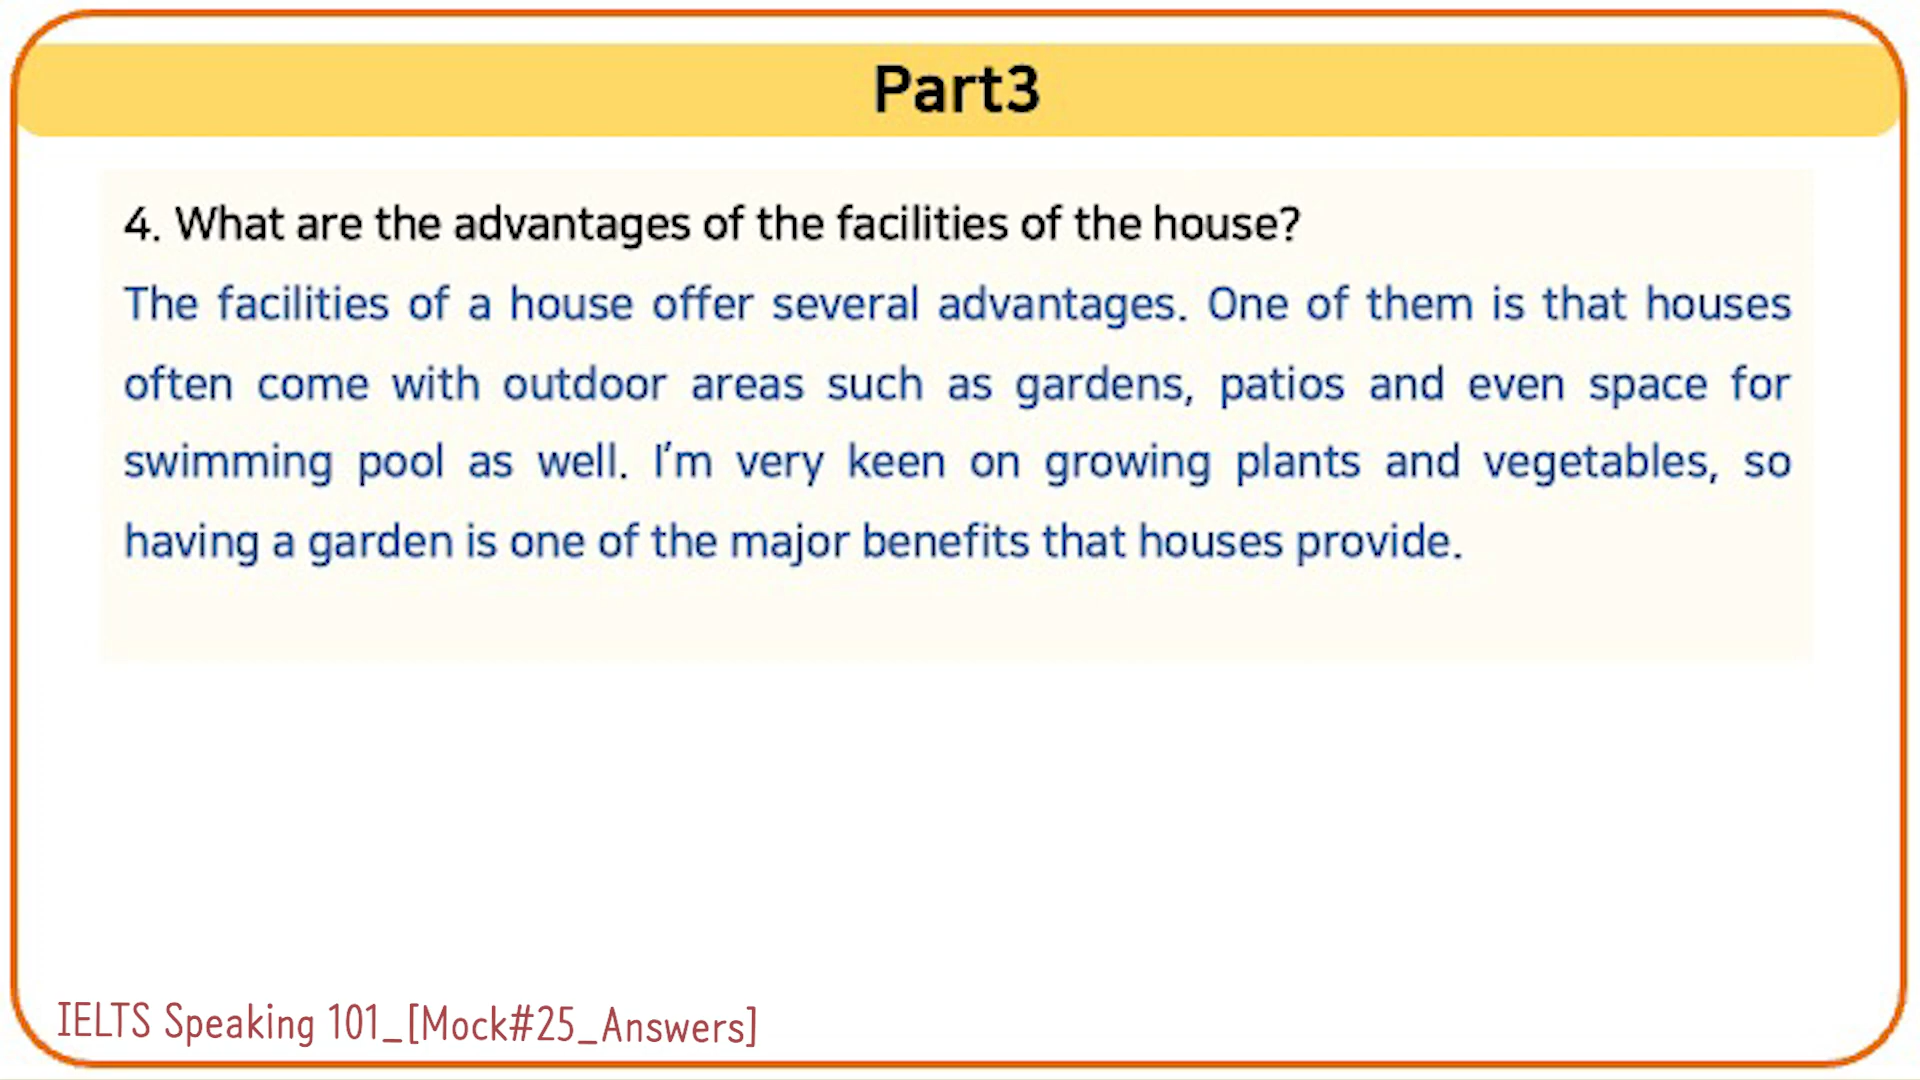 Part3
4. What are the advantages of the facilities of the house?
The facilities of a house offer several advantages. One of them is that houses
often come with outdoor areas such as gardens, patios and even space for
swimming pool as well. I'm very keen on growing plants and vegetables, so
having a garden is one of the major benefits that houses provide.
IELTS Speaking 101_[Mock#25_Answers]